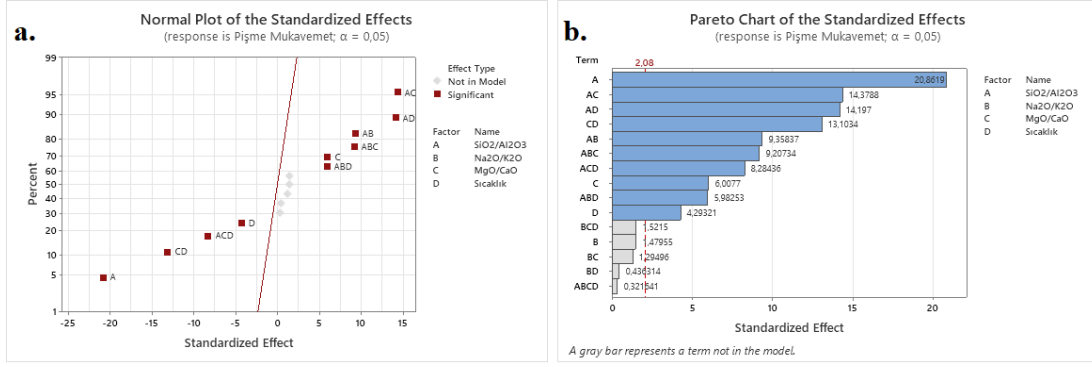 a.
Normal Plot of the Standardized Effects
(response is Pişme Mukavemet; α = 0,05)
99
95
90
80
70
60
50
40
30
20
10
5
1
Percent
-25 -20 -15 -10 -5 0 5 10 15
Standardized Effect
AC
AD
AB
ABC
C
ABD
D
ACD
CD
A
Effect Type
Not in Model
Significant
Factor Name
A SiO2/Al2O3
B Na2O/K2O
C MgO/CaO
D Sıcaklık
b.
Pareto Chart of the Standardized Effects
(response is Pişme Mukavemet; α = 0,05)
Term
2,08
A 20,8619
AC 14,3788
AD 14,197
CD 13,1034
AB 9,35837
ABC 9,20734
ACD 8,28436
C 6,0077
ABD 5,98253
D 4,29321
BCD 1,5215
B 1,47955
BC 1,29496
BD 0,436314
ABCD 0,321541
0 5 10 15 20
Standardized Effect
Factor Name
A SiO2/Al2O3
B Na2O/K2O
C MgO/CaO
D Sıcaklık
A gray bar represents a term not in the model.